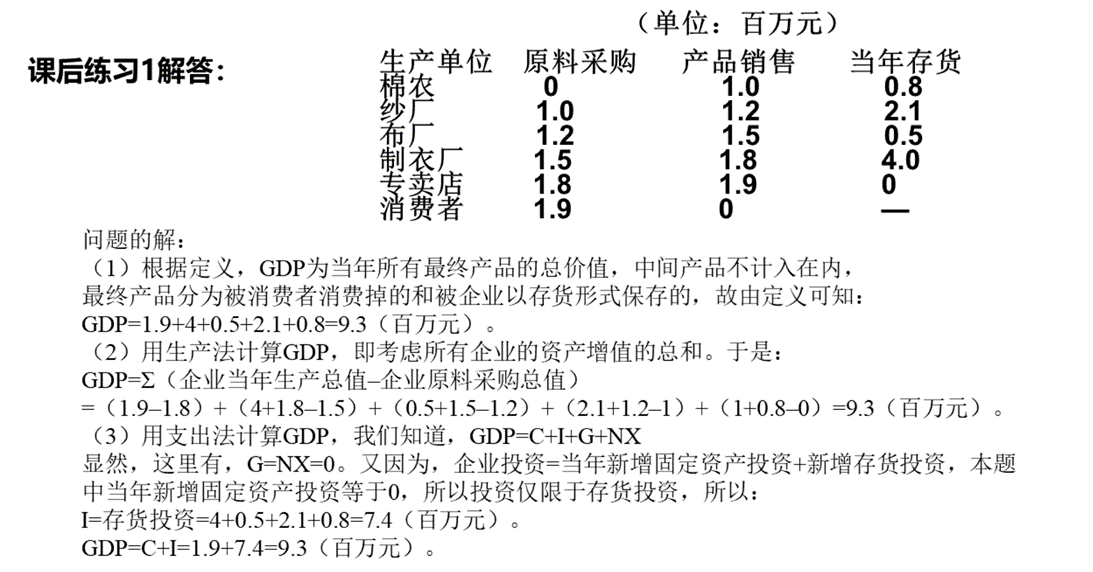 （单位：百万元）
课后练习1解答：
生产单位 原料采购 产品销售 当年存货
棉农 0 1.0 0.8
纱厂 1.0 1.2 2.1
布厂 1.2 1.5 0.5
制衣厂 1.5 1.8 4.0
专卖店 1.8 1.9 0
消费者 1.9 0 —
问题的解：
（1）根据定义，GDP为当年所有最终产品的总价值，中间产品不计入在内，
最终产品分为被消费者消费掉的和被企业以存货形式保存的，故由定义可知：
GDP=1.9+4+0.5+2.1+0.8=9.3（百万元）。
（2）用生产法计算GDP，即考虑所有企业的资产增值的总和。于是：
GDP=Σ（企业当年生产总值–企业原料采购总值）
=（1.9–1.8）+（4+1.8–1.5）+（0.5+1.5–1.2）+（2.1+1.2–1）+（1+0.8–0）=9.3（百万元）。
（3）用支出法计算GDP，我们知道，GDP=C+I+G+NX
显然，这里有，G=NX=0。又因为，企业投资=当年新增固定资产投资+新增存货投资，本题
中当年新增固定资产投资等于0，所以投资仅限于存货投资，所以：
I=存货投资=4+0.5+2.1+0.8=7.4（百万元）。
GDP=C+I=1.9+7.4=9.3（百万元）。